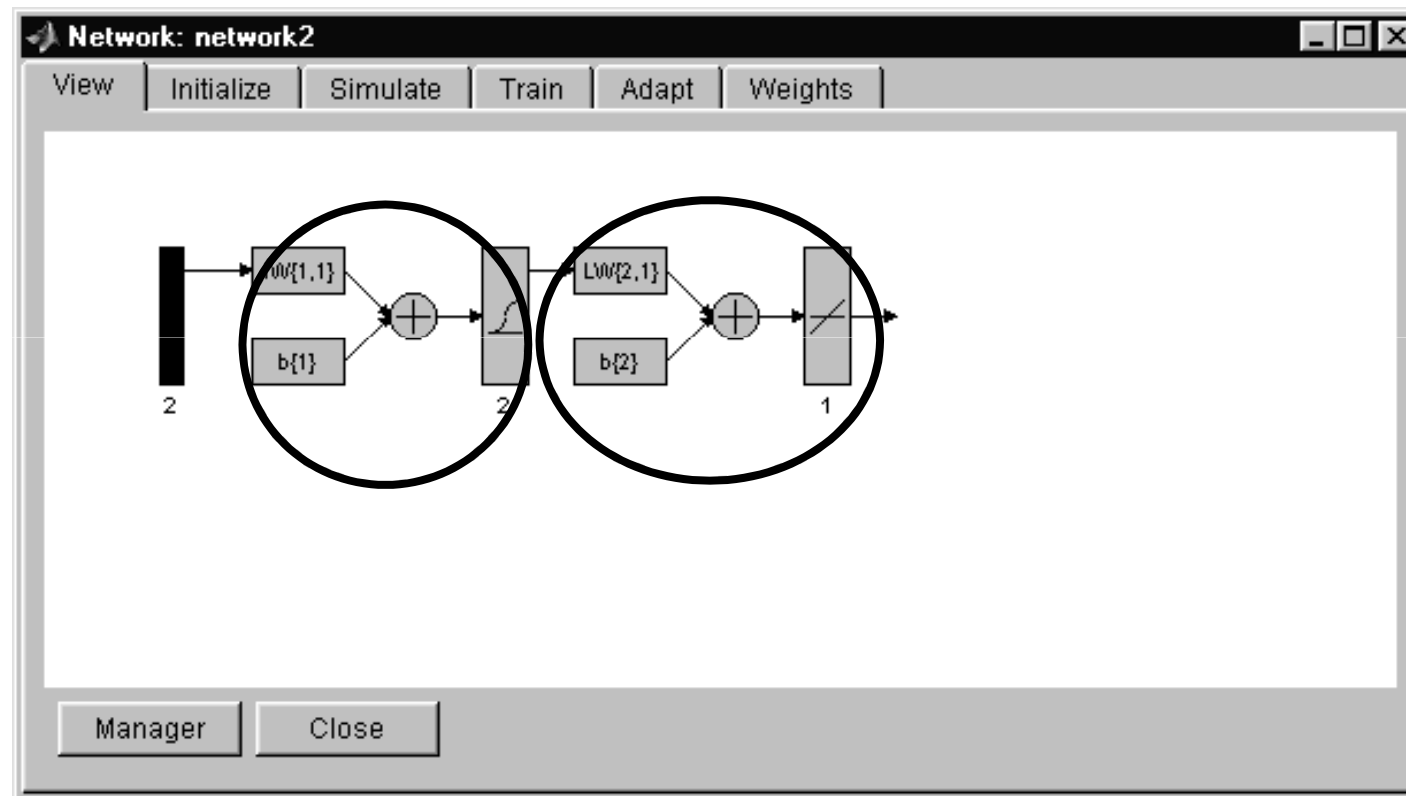 Network: network2
View Initialize Simulate Train Adapt Weights
IW{1,1} LW{2,1}
b{1} b{2}
2 2 1
Manager Close